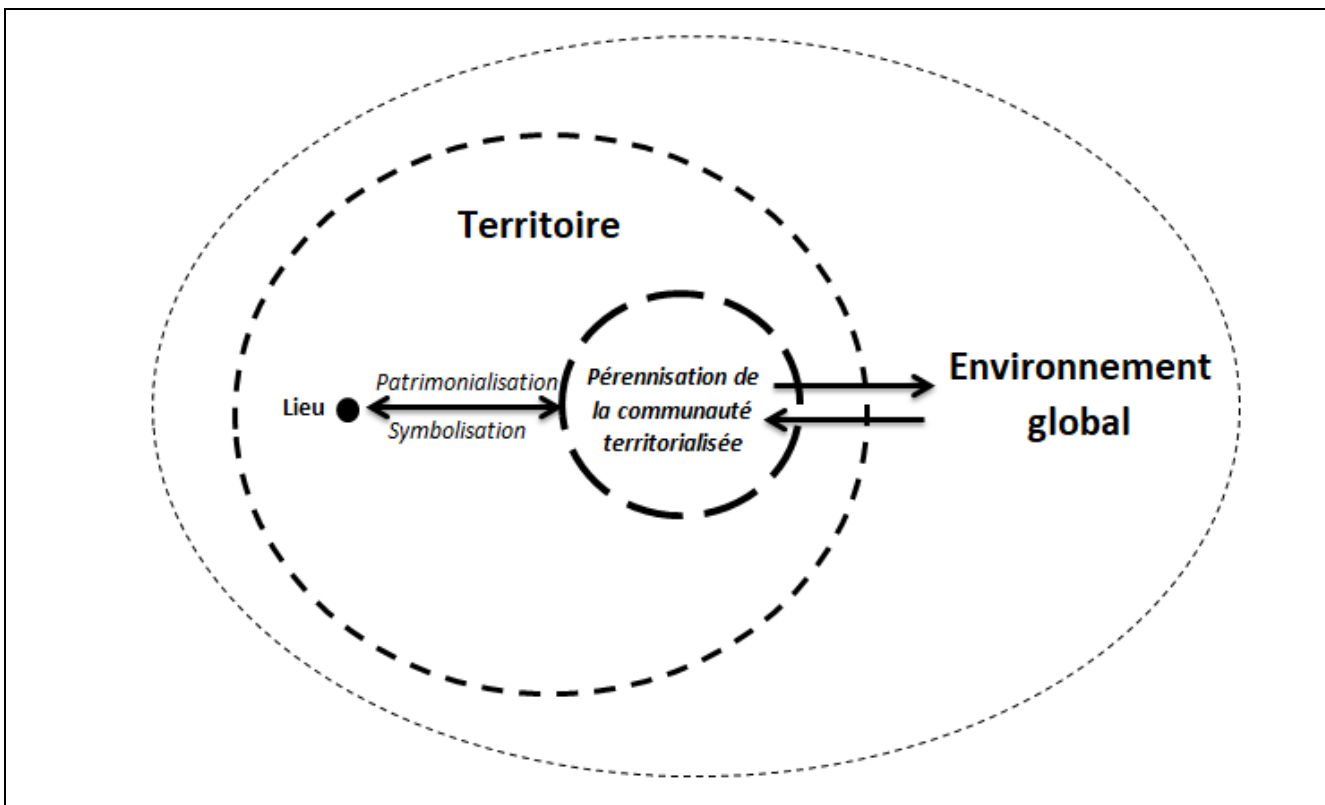 Territoire
Patrimonialisation
Lieu
Symbolisation
Pérennisation de
la communauté
territorialisée
Environnement
global